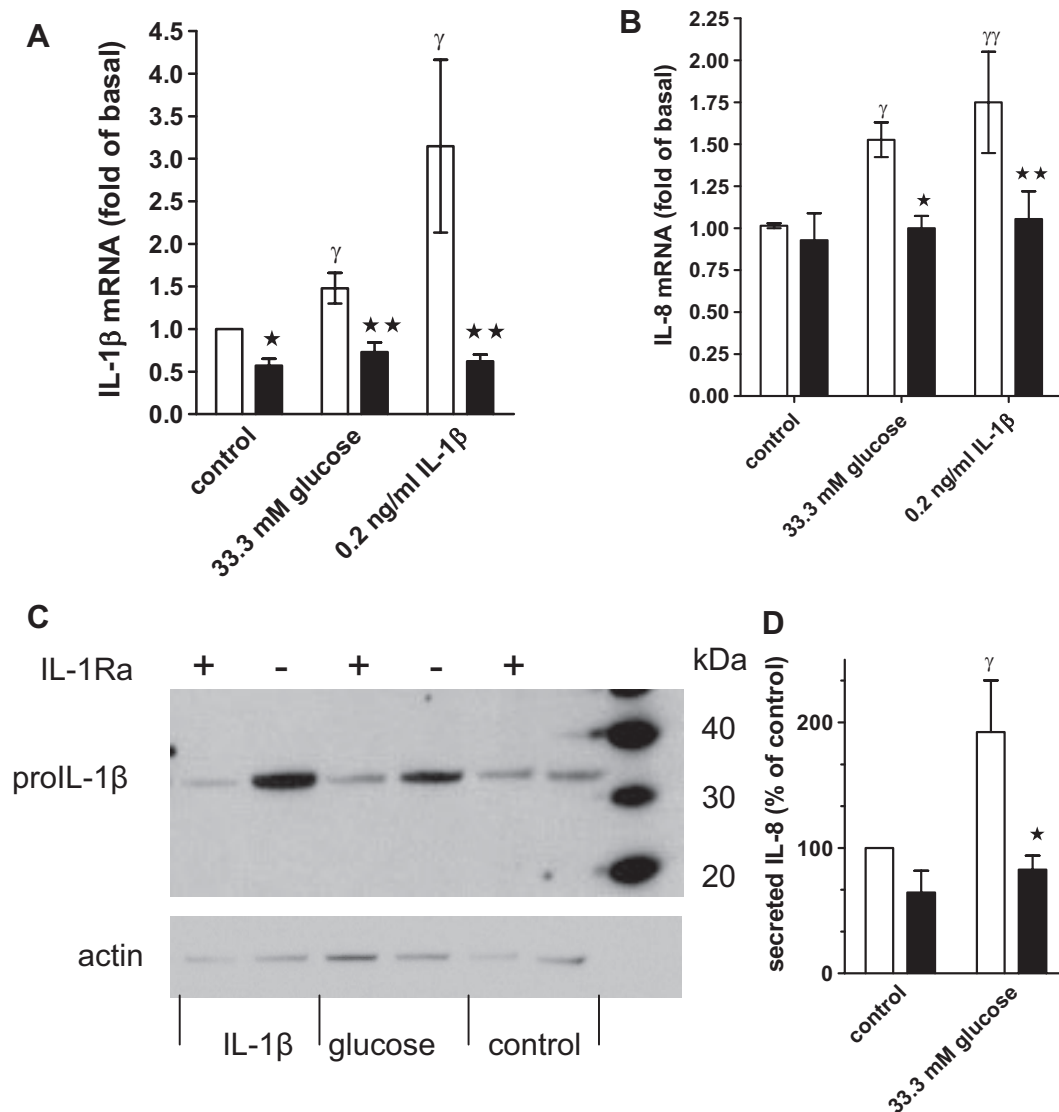 A
IL-1β mRNA (fold of basal)
4.5
4.0
3.5
3.0
2.5
2.0
1.5
1.0
0.5
0.0
γ
γ
★
★★
★★
control
33.3 mM glucose
0.2 ng/ml IL-1β
B
IL-8 mRNA (fold of basal)
2.25
2.00
1.75
1.50
1.25
1.00
0.75
0.50
0.25
0.00
γ
γγ
★
★★
control
33.3 mM glucose
0.2 ng/ml IL-1β
C
IL-1Ra + - + - + kDa
40
proIL-1β
30
20
actin
IL-1β glucose control
D
secreted IL-8 (% of control)
200
100
0
γ
★
control
33.3 mM glucose